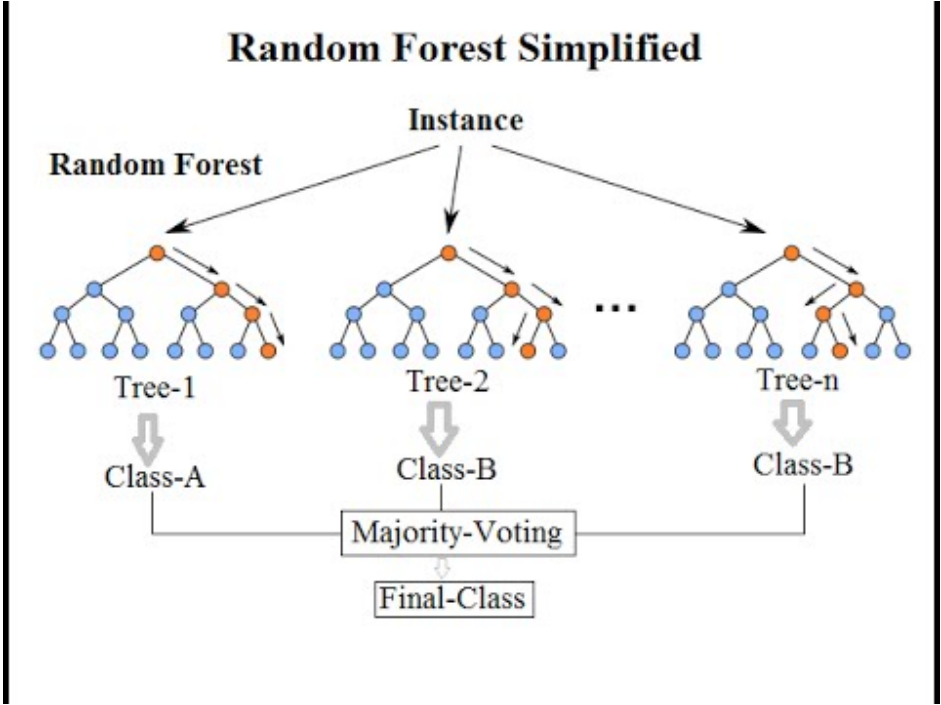 Random Forest Simplified
Instance
Random Forest
...
Tree-1
Tree-2
Tree-n
Class-A
Class-B
Class-B
Majority-Voting
Final-Class